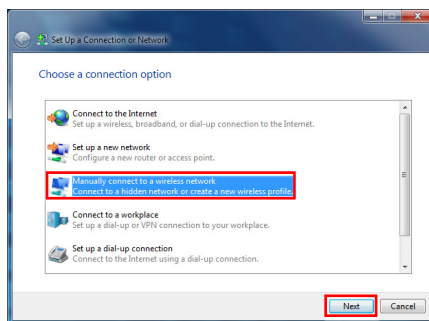 Set Up a Connection or Network
Choose a connection option
Connect to the Internet
Set up a wireless, broadband, or dial-up connection to the Internet.
Set up a new network
Configure a new router or access point.
Manually connect to a wireless network
Connect to a hidden network or create a new wireless profile.
Connect to a workplace
Set up a dial-up or VPN connection to your workplace.
Set up a dial-up connection
Connect to the Internet using a dial-up connection.
Next
Cancel